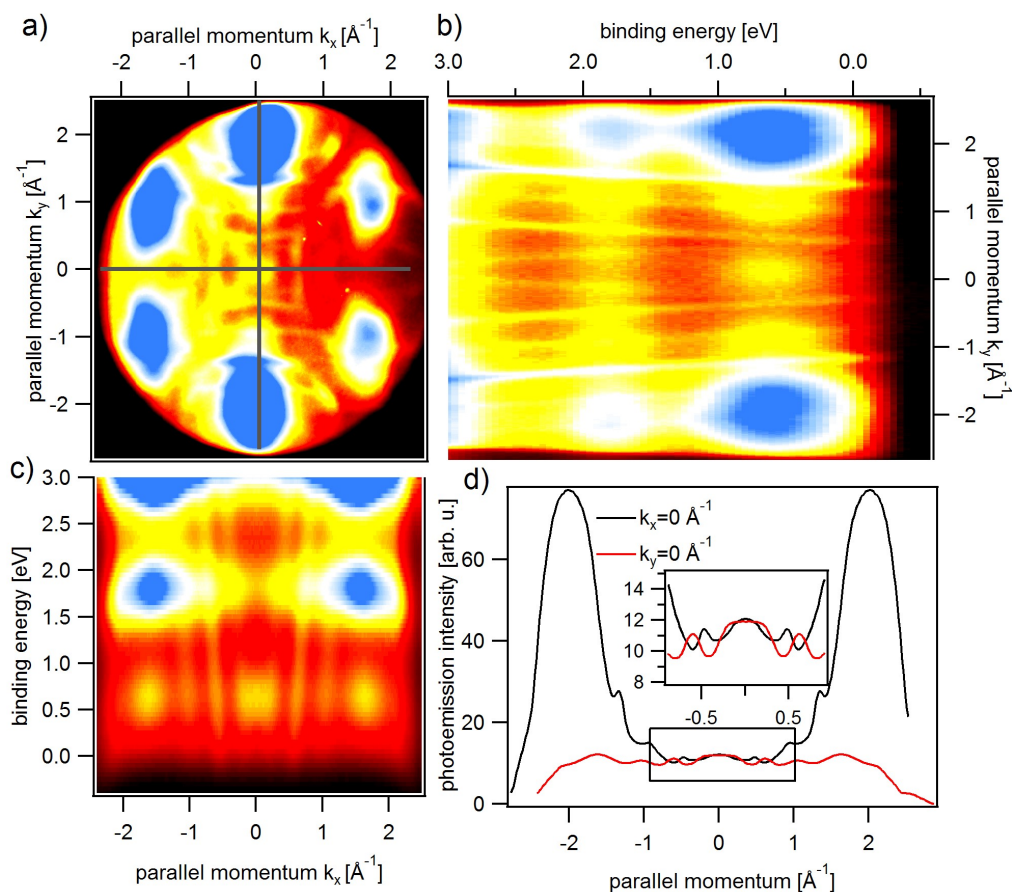 a)
parallel momentum kx [Å-1]
-2 -1 0 1 2
parallel momentum ky [Å-1]
2
1
0
-1
-2
b)
binding energy [eV]
3.0 2.0 1.0 0.0
2
1
0
-1
-2
parallel momentum ky [Å-1]
c)
binding energy [eV]
3.0
2.5
2.0
1.5
1.0
0.5
0.0
-2 -1 0 1 2
parallel momentum kx [Å-1]
d)
photoemission intensity [arb. u.]
60
40
20
0
kx=0 Å-1
ky=0 Å-1
14
12
10
8
-0.5 0.5
-2 -1 0 1 2
parallel momentum [Å-1]